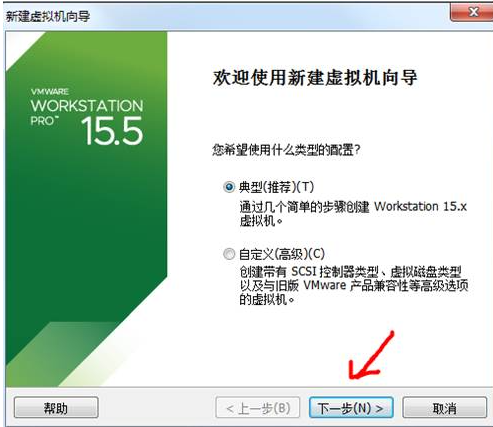 新建虚拟机向导
VMWARE
WORKSTATION
PRO™
15.5
欢迎使用新建虚拟机向导
您希望使用什么类型的配置?
典型(推荐)(T)
通过几个简单的步骤创建 Workstation 15.x
虚拟机。
自定义(高级)(C)
创建带有 SCSI 控制器类型、虚拟磁盘类型
以及与旧版 VMware 产品兼容性等高级选项
的虚拟机。
帮助
< 上一步(B)
下一步(N) >
取消